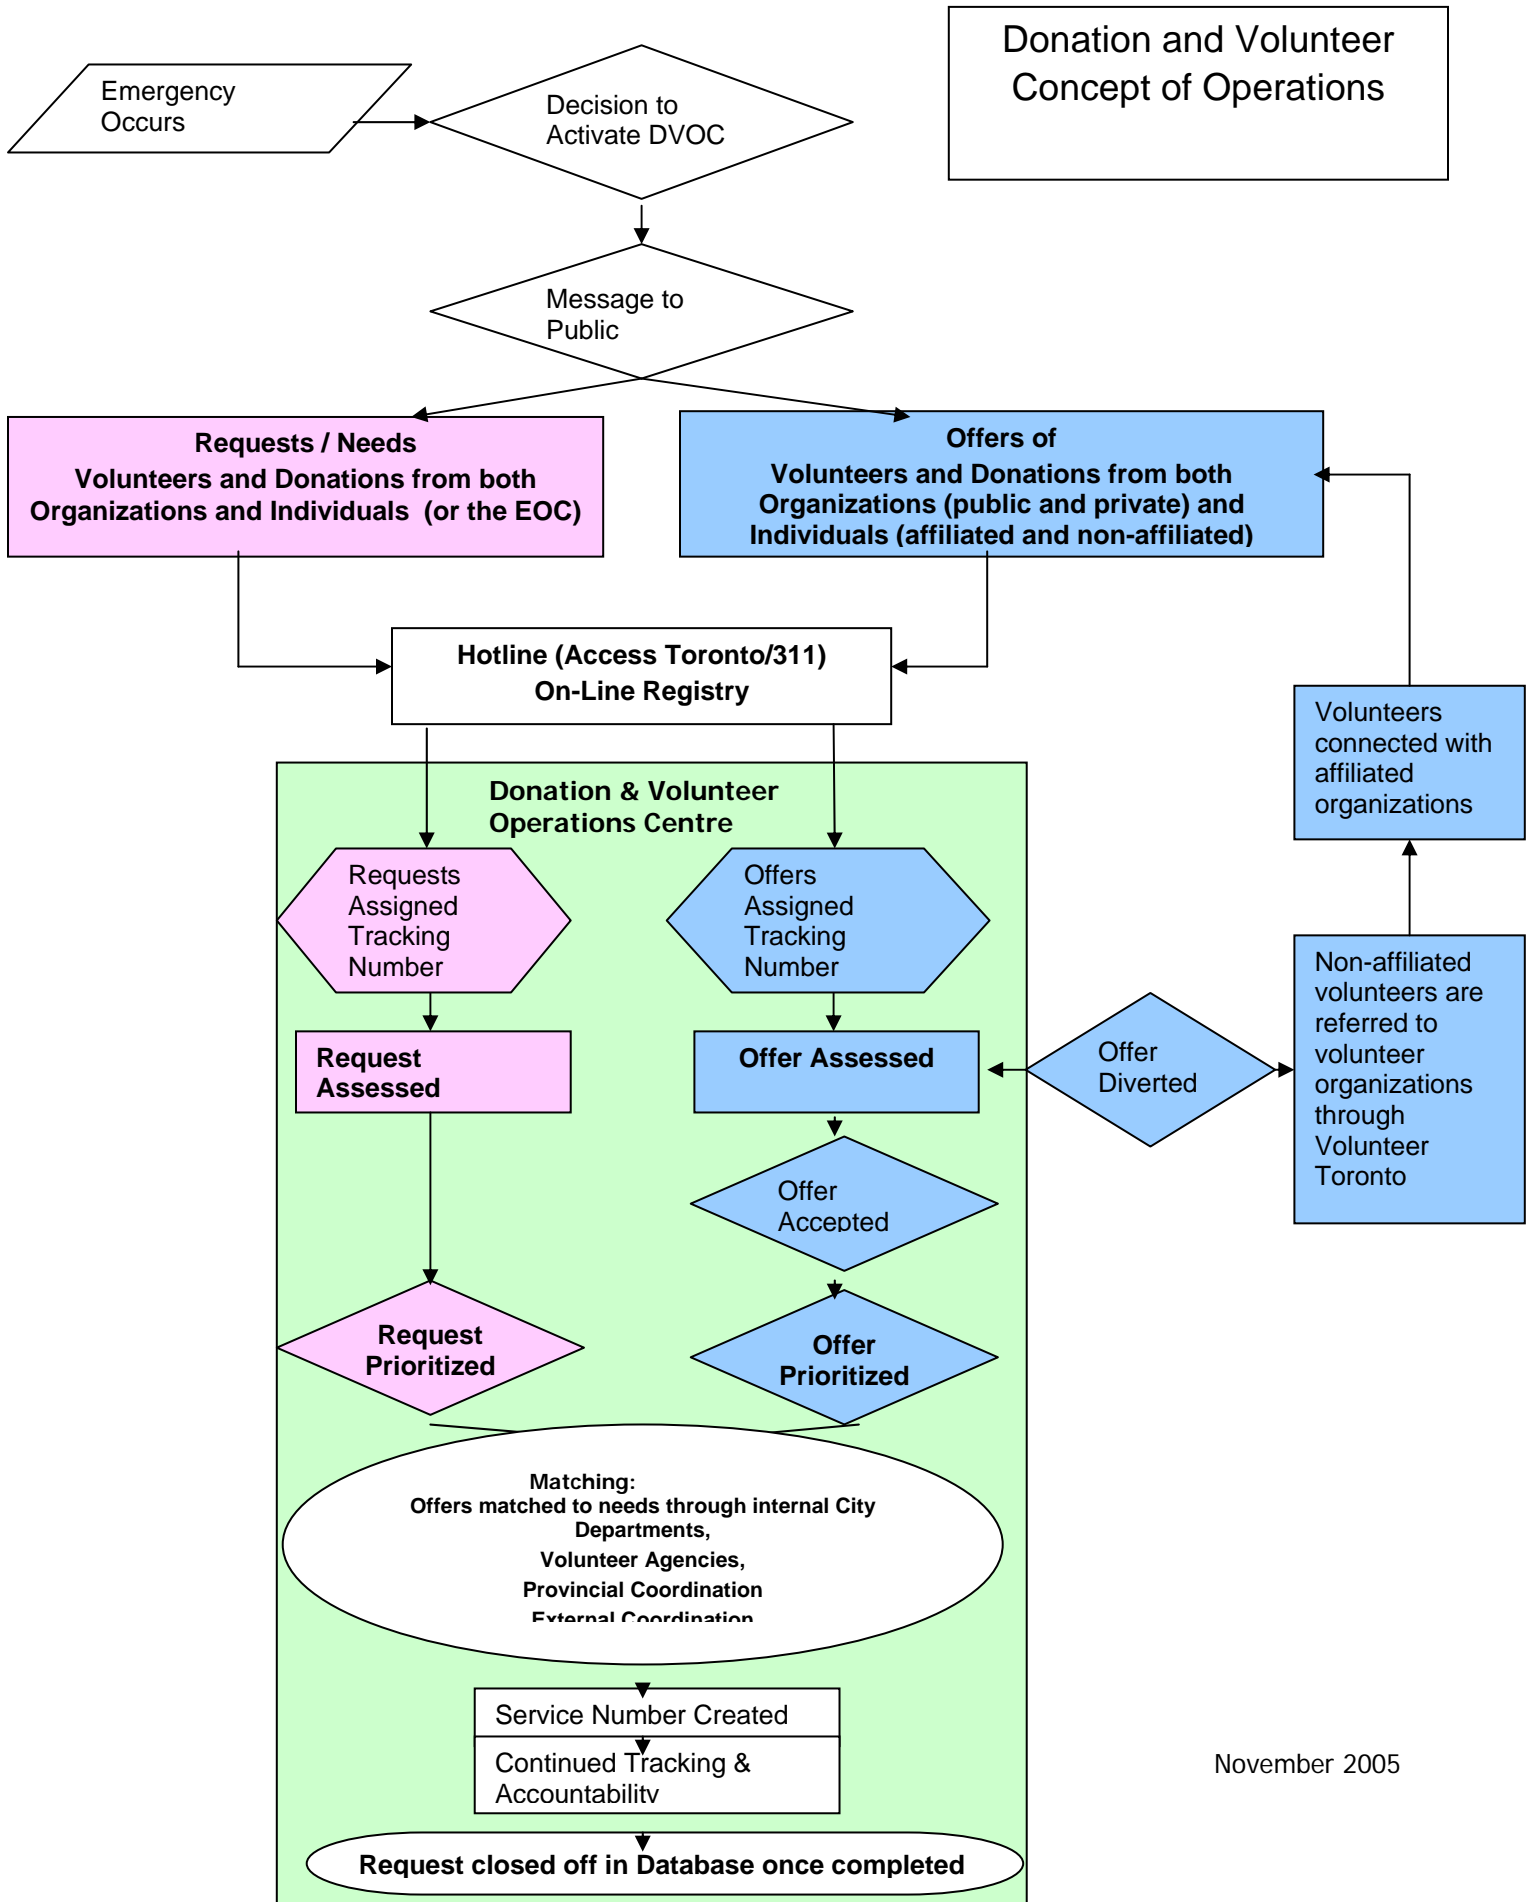 Donation and Volunteer
Concept of Operations
Emergency
Occurs
Decision to
Activate DVOC
Message to
Public
Requests / Needs
Volunteers and Donations from both
Organizations and Individuals (or the EOC)
Offers of
Volunteers and Donations from both
Organizations (public and private) and
Individuals (affiliated and non-affiliated)
Hotline (Access Toronto/311)
On-Line Registry
Volunteers
connected with
affiliated
organizations
Donation & Volunteer
Operations Centre
Requests
Assigned
Tracking
Number
Offers
Assigned
Tracking
Number
Non-affiliated
volunteers are
referred to
volunteer
organizations
through
Volunteer
Toronto
Request
Assessed
Offer Assessed
Offer
Diverted
Offer
Accepted
Request
Prioritized
Offer
Prioritized
Matching:
Offers matched to needs through internal City
Departments,
Volunteer Agencies,
Provincial Coordination
External Coordination
Service Number Created
Continued Tracking &
Accountability
November 2005
Request closed off in Database once completed